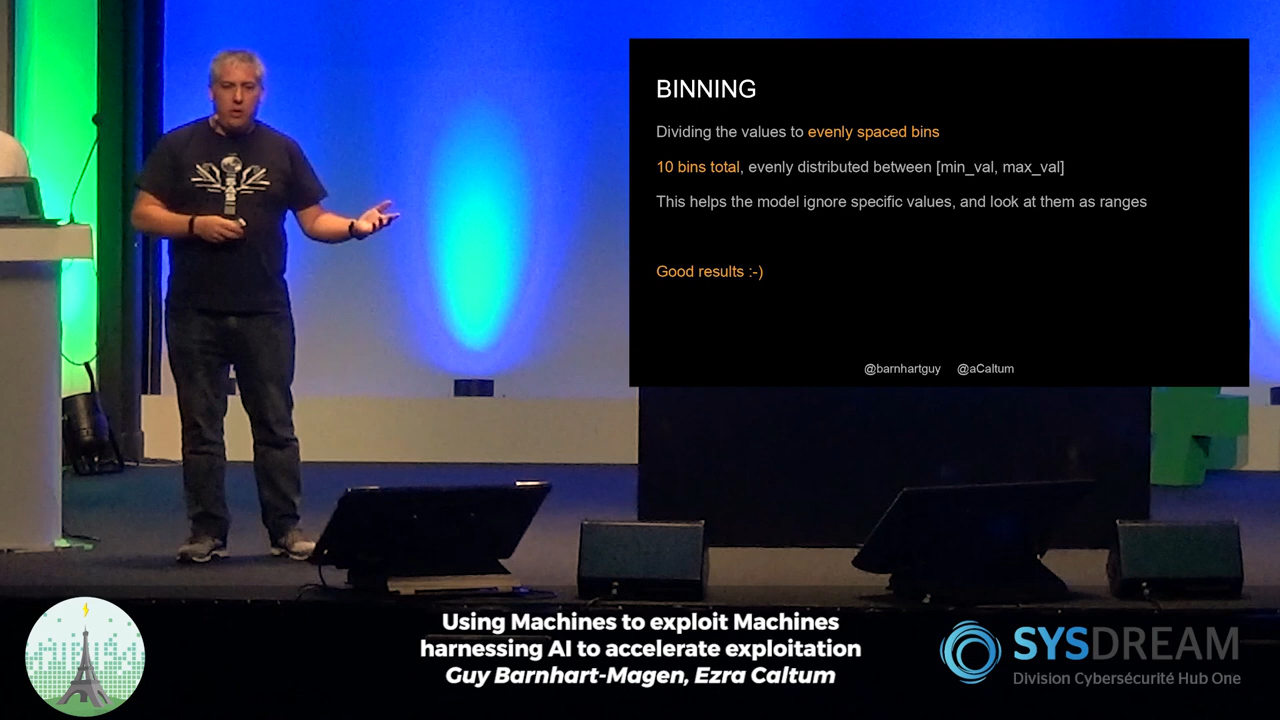 BINNING
Dividing the values to evenly spaced bins
10 bins total, evenly distributed between [min_val, max_val]
This helps the model ignore specific values, and look at them as ranges
Good results :-)
@barnhartguy @aCaltum
Using Machines to exploit Machines
harnessing AI to accelerate exploitation
Guy Barnhart-Magen, Ezra Caltum
SYSDREAM
Division Cybersécurité Hub One